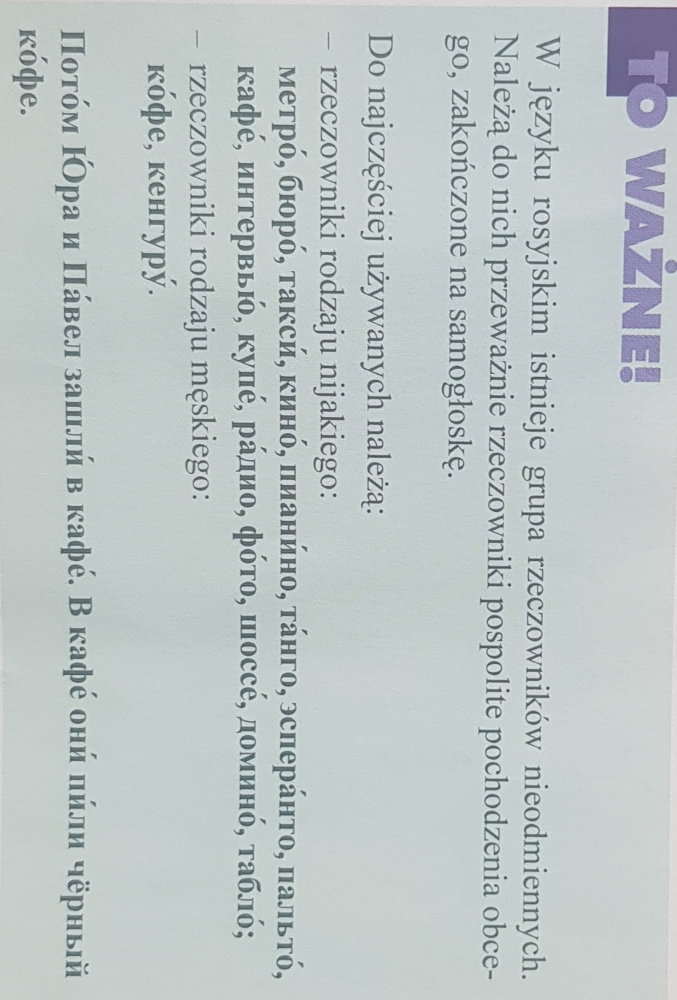 TO WAŻNE!
W języku rosyjskim istnieje grupa rzeczowników nieodmiennych.
Należą do nich przeważnie rzeczowniki pospolite pochodzenia obce-
go, zakończone na samogłoskę.
Do najczęściej używanych należą:
– rzeczowniki rodzaju nijakiego:
метро́, бюро́, такси́, кино́, пиани́но, та́нго, эспера́нто, пальто́,
кафе́, интервью́, купе́, ра́дио, фо́то, шоссе́, домино́, табло́;
– rzeczowniki rodzaju męskiego:
ко́фе, кенгуру́.
Пото́м Ю́ра и Па́вел зашли́ в кафе́. В кафе́ они́ пи́ли чёрный
ко́фе.